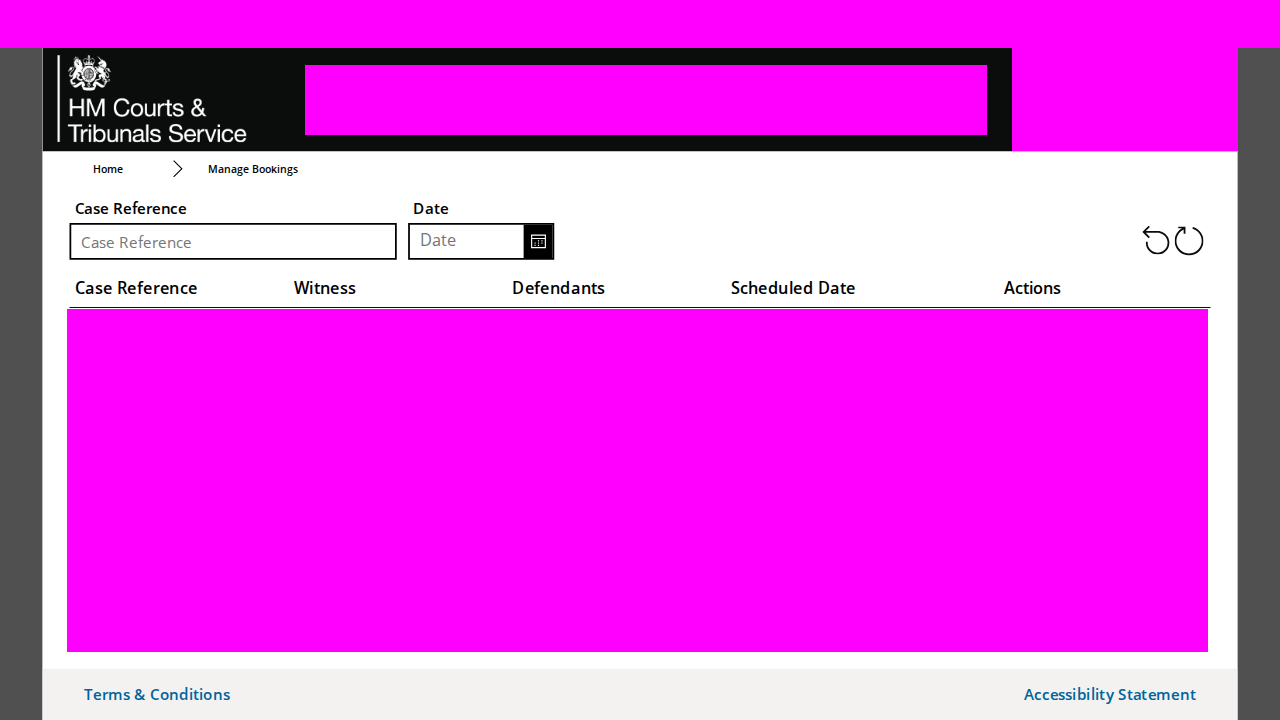 HM Courts &
Tribunals Service
Home
Manage Bookings
Case Reference
Date
Case Reference
Date
Case Reference
Witness
Defendants
Scheduled Date
Actions
Terms & Conditions
Accessibility Statement